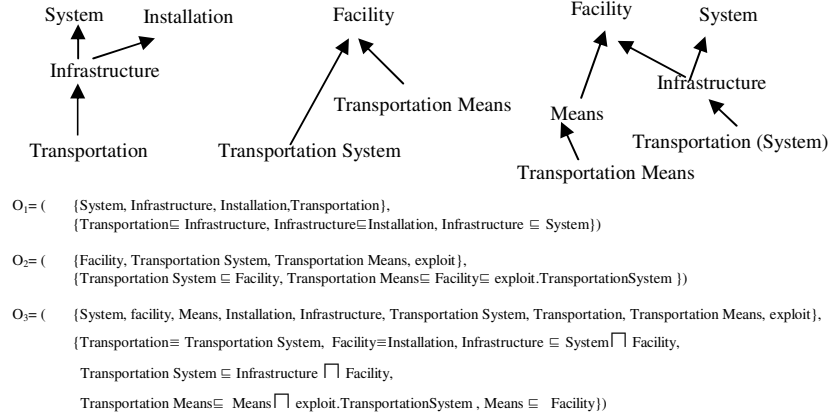 System Installation Facility Facility System
Infrastructure Infrastructure
Transportation Means Means
Transportation Transportation System Transportation (System)
Transportation Means
O1= ( {System, Infrastructure, Installation,Transportation},
{Transportation⊑ Infrastructure, Infrastructure⊑Installation, Infrastructure ⊑ System})
O2= ( {Facility, Transportation System, Transportation Means, exploit},
{Transportation System ⊑ Facility, Transportation Means⊑ Facility⊑ exploit.TransportationSystem })
O3= ( {System, facility, Means, Installation, Infrastructure, Transportation System, Transportation, Transportation Means, exploit},
{Transportation≡ Transportation System, Facility≡Installation, Infrastructure ⊑ System⊓ Facility,
Transportation System ⊑ Infrastructure ⊓ Facility,
Transportation Means⊑ Means⊓ exploit.TransportationSystem , Means ⊑ Facility})